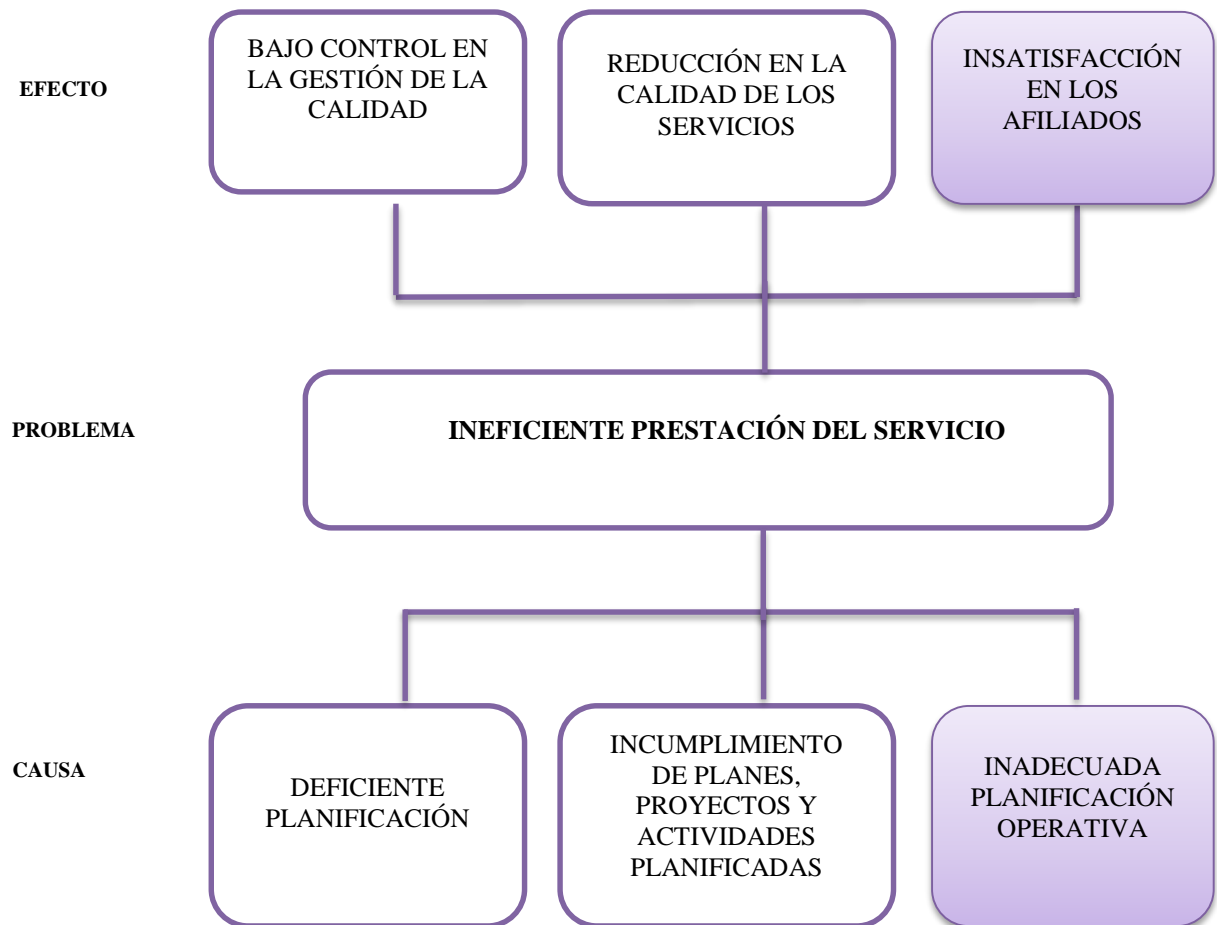 EFECTO
BAJO CONTROL EN
LA GESTIÓN DE LA
CALIDAD
REDUCCIÓN EN LA
CALIDAD DE LOS
SERVICIOS
INSATISFACCIÓN
EN LOS
AFILIADOS
PROBLEMA
INEFICIENTE PRESTACIÓN DEL SERVICIO
CAUSA
DEFICIENTE
PLANIFICACIÓN
INCUMPLIMIENTO
DE PLANES,
PROYECTOS Y
ACTIVIDADES
PLANIFICADAS
INADECUADA
PLANIFICACIÓN
OPERATIVA